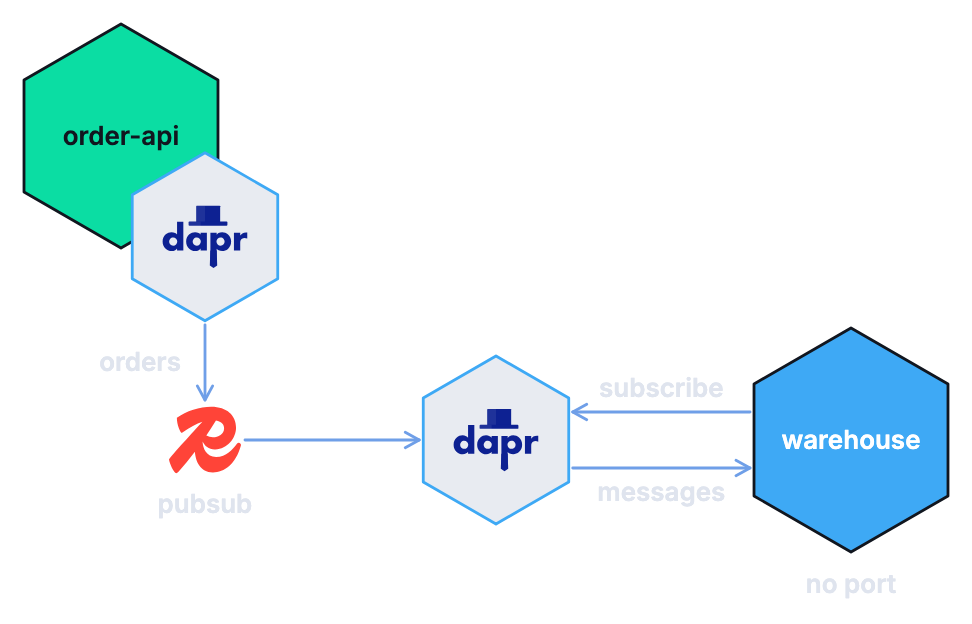 order-api
dapr
orders
pubsub
dapr
subscribe
messages
warehouse
no port